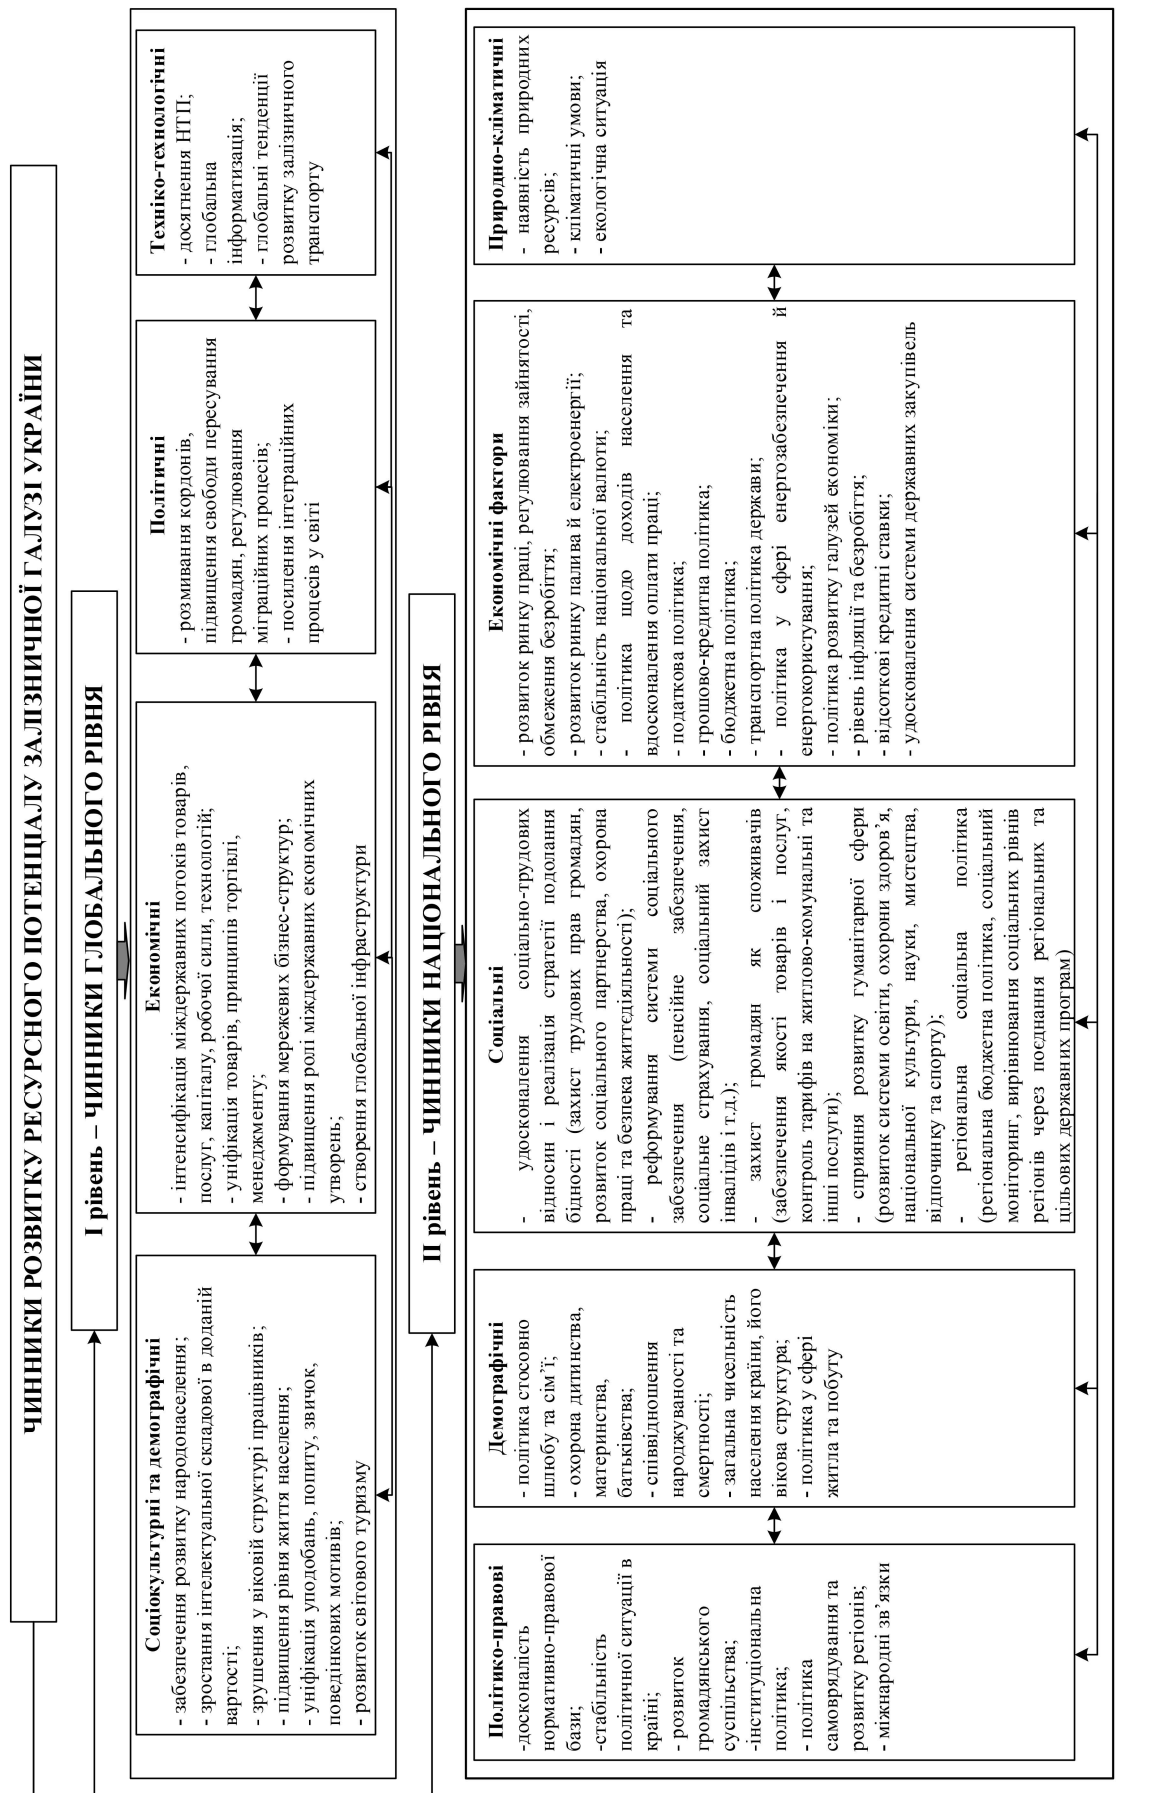 ЧИННИКИ РОЗВИТКУ РЕСУРСНОГО ПОТЕНЦІАЛУ ЗАЛІЗНИЧНОЇ ГАЛУЗІ УКРАЇНИ
І рівень – ЧИННИКИ ГЛОБАЛЬНОГО РІВНЯ
Соціокультурні та демографічні
- забезпечення розвитку народонаселення;
- зростання інтелектуальної складової в доданій
вартості;
- зрушення у віковій структурі працівників;
- підвищення рівня життя населення;
- уніфікація уподобань, попиту, звичок,
поведінкових мотивів;
- розвиток світового туризму
Економічні
- інтенсифікація міждержавних потоків товарів,
послуг, капіталу, робочої сили, технологій;
- уніфікація товарів, принципів торгівлі,
менеджменту;
- формування мережевих бізнес-структур;
- підвищення ролі міждержавних економічних
утворень;
- створення глобальної інфраструктури
Політичні
- розмивання кордонів,
підвищення свободи пересування
громадян, регулювання
міграційних процесів;
- посилення інтеграційних
процесів у світі
Техніко-технологічні
- досягнення НТП;
- глобальна
інформатизація;
- глобальні тенденції
розвитку залізничного
транспорту
ІІ рівень – ЧИННИКИ НАЦІОНАЛЬНОГО РІВНЯ
Політико-правові
-досконалість
нормативно-правової
бази;
-стабільність
політичної ситуації в
країні;
- розвиток
громадянського
суспільства;
-інституціональна
політика;
- політика
самоврядування та
розвитку регіонів;
- міжнародні зв’язки
Демографічні
- політика стосовно
шлюбу та сім’ї;
- охорона дитинства,
материнства,
батьківства;
- співвідношення
народжуваності та
смертності;
- загальна чисельність
населення країни, його
вікова структура;
- політика у сфері
житла та побуту
Соціальні
- удосконалення соціально-трудових
відносин і реалізація стратегії подолання
бідності (захист трудових прав громадян,
розвиток соціального партнерства, охорона
праці та безпека життєдіяльності);
- реформування системи соціального
забезпечення (пенсійне забезпечення,
соціальне страхування, соціальний захист
інвалідів і т.д.);
- захист громадян як споживачів
(забезпечення якості товарів і послуг,
контроль тарифів на житлово-комунальні та
інші послуги);
- сприяння розвитку гуманітарної сфери
(розвиток системи освіти, охорони здоров’я,
національної культури, науки, мистецтва,
відпочинку та спорту);
- регіональна соціальна політика
(регіональна бюджетна політика, соціальний
моніторинг, вирівнювання соціальних рівнів
регіонів через поєднання регіональних та
цільових державних програм)
Економічні фактори
- розвиток ринку праці, регулювання зайнятості,
обмеження безробіття;
- розвиток ринку палива й електроенергії;
- стабільність національної валюти;
- політика щодо доходів населення та
вдосконалення оплати праці;
- податкова політика;
- грошово-кредитна політика;
- бюджетна політика;
- транспортна політика держави;
- політика у сфері енергозабезпечення й
енергокористування;
- політика розвитку галузей економіки;
- рівень інфляції та безробіття;
- відсоткові кредитні ставки;
- удосконалення системи державних закупівель
Природно-кліматичні
- наявність природних
ресурсів;
- кліматичні умови;
- екологічна ситуація